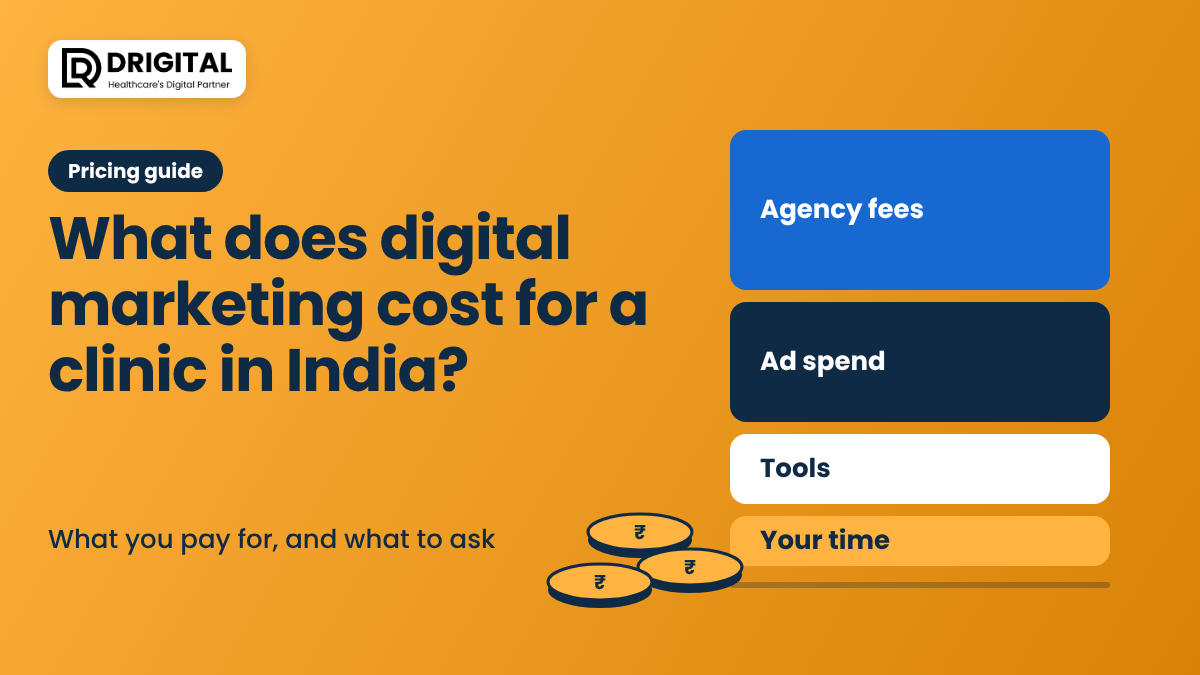 DRIGITAL
Healthcare's Digital Partner
Pricing guide
What does digital
marketing cost for a
clinic in India?
What you pay for, and what to ask
Agency fees
Ad spend
Tools
Your time
₹
₹
₹